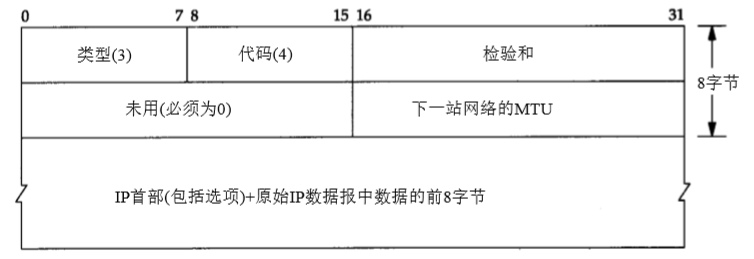 0 7 8 15 16 31
类型(3) 代码(4) 检验和
8字节
未用(必须为0) 下一站网络的MTU
IP首部(包括选项)+原始IP数据报中数据的前8字节